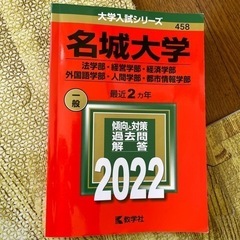 大学入試シリーズ
458
名城大学
法学部・経営学部・経済学部
外国語学部・人間学部・都市情報学部
一般
最近2カ年
傾向と対策
過去問
解答
2022
教学社